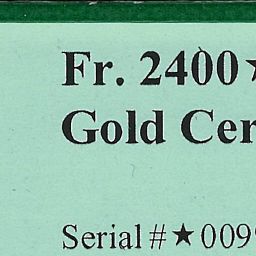 Fr. 2400★
Gold Cer
Serial # ★ 009